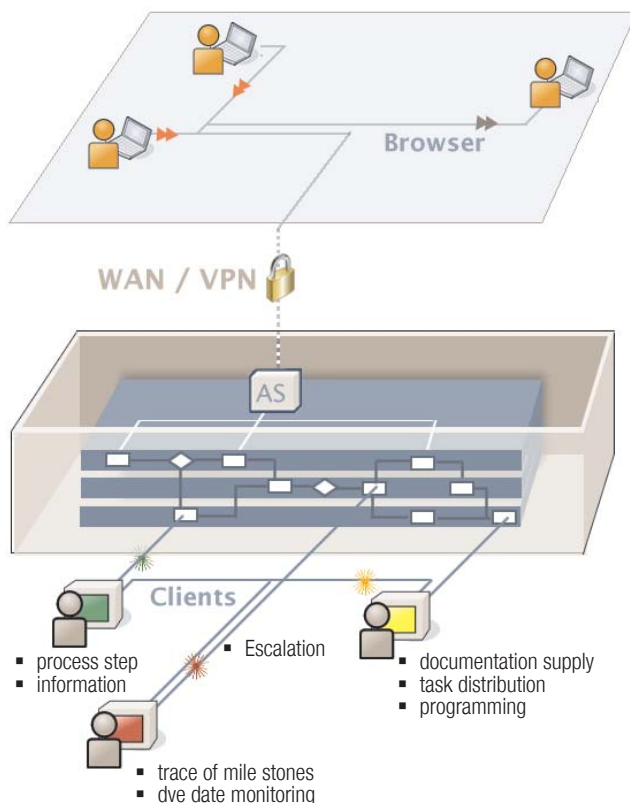 Browser
WAN / VPN
AS
Clients
▪ process step
▪ information
▪ Escalation
▪ documentation supply
▪ task distribution
▪ programming
▪ trace of mile stones
▪ dve date monitoring